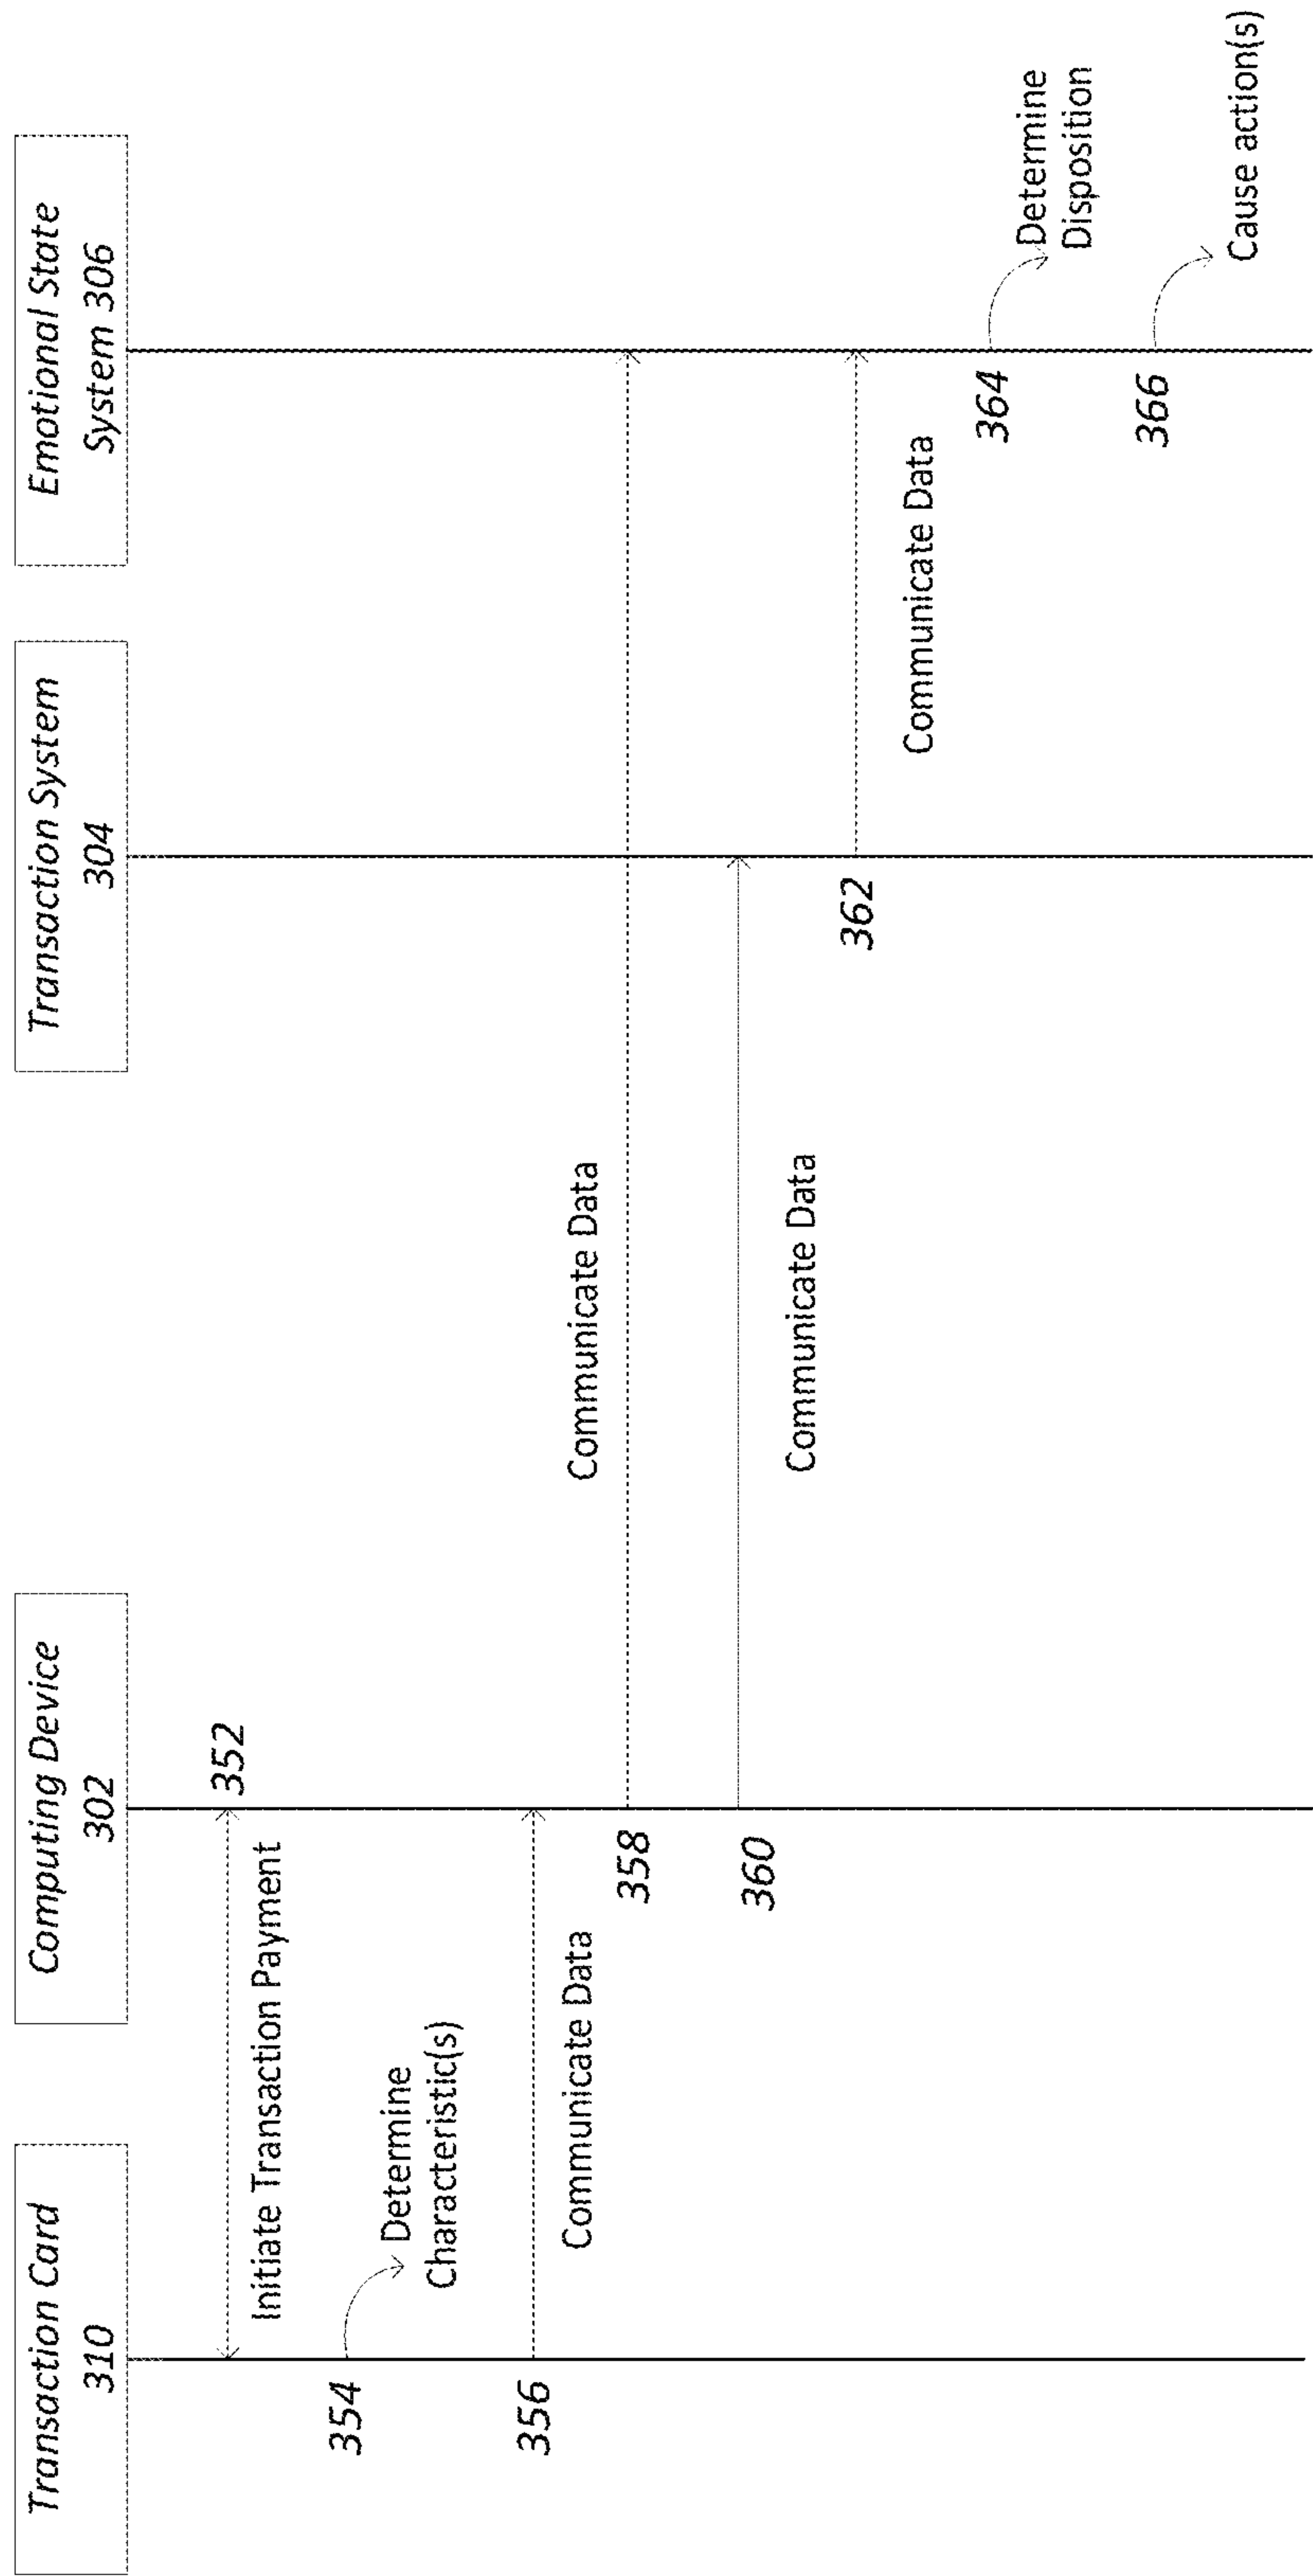 Transaction Card
310
Computing Device
302
Transaction System
304
Emotional State
System 306
352
Initiate Transaction Payment
354
Determine
Characteristic(s)
356
Communicate Data
358
Communicate Data
360
Communicate Data
362
Communicate Data
364
Determine
Disposition
366
Cause action(s)